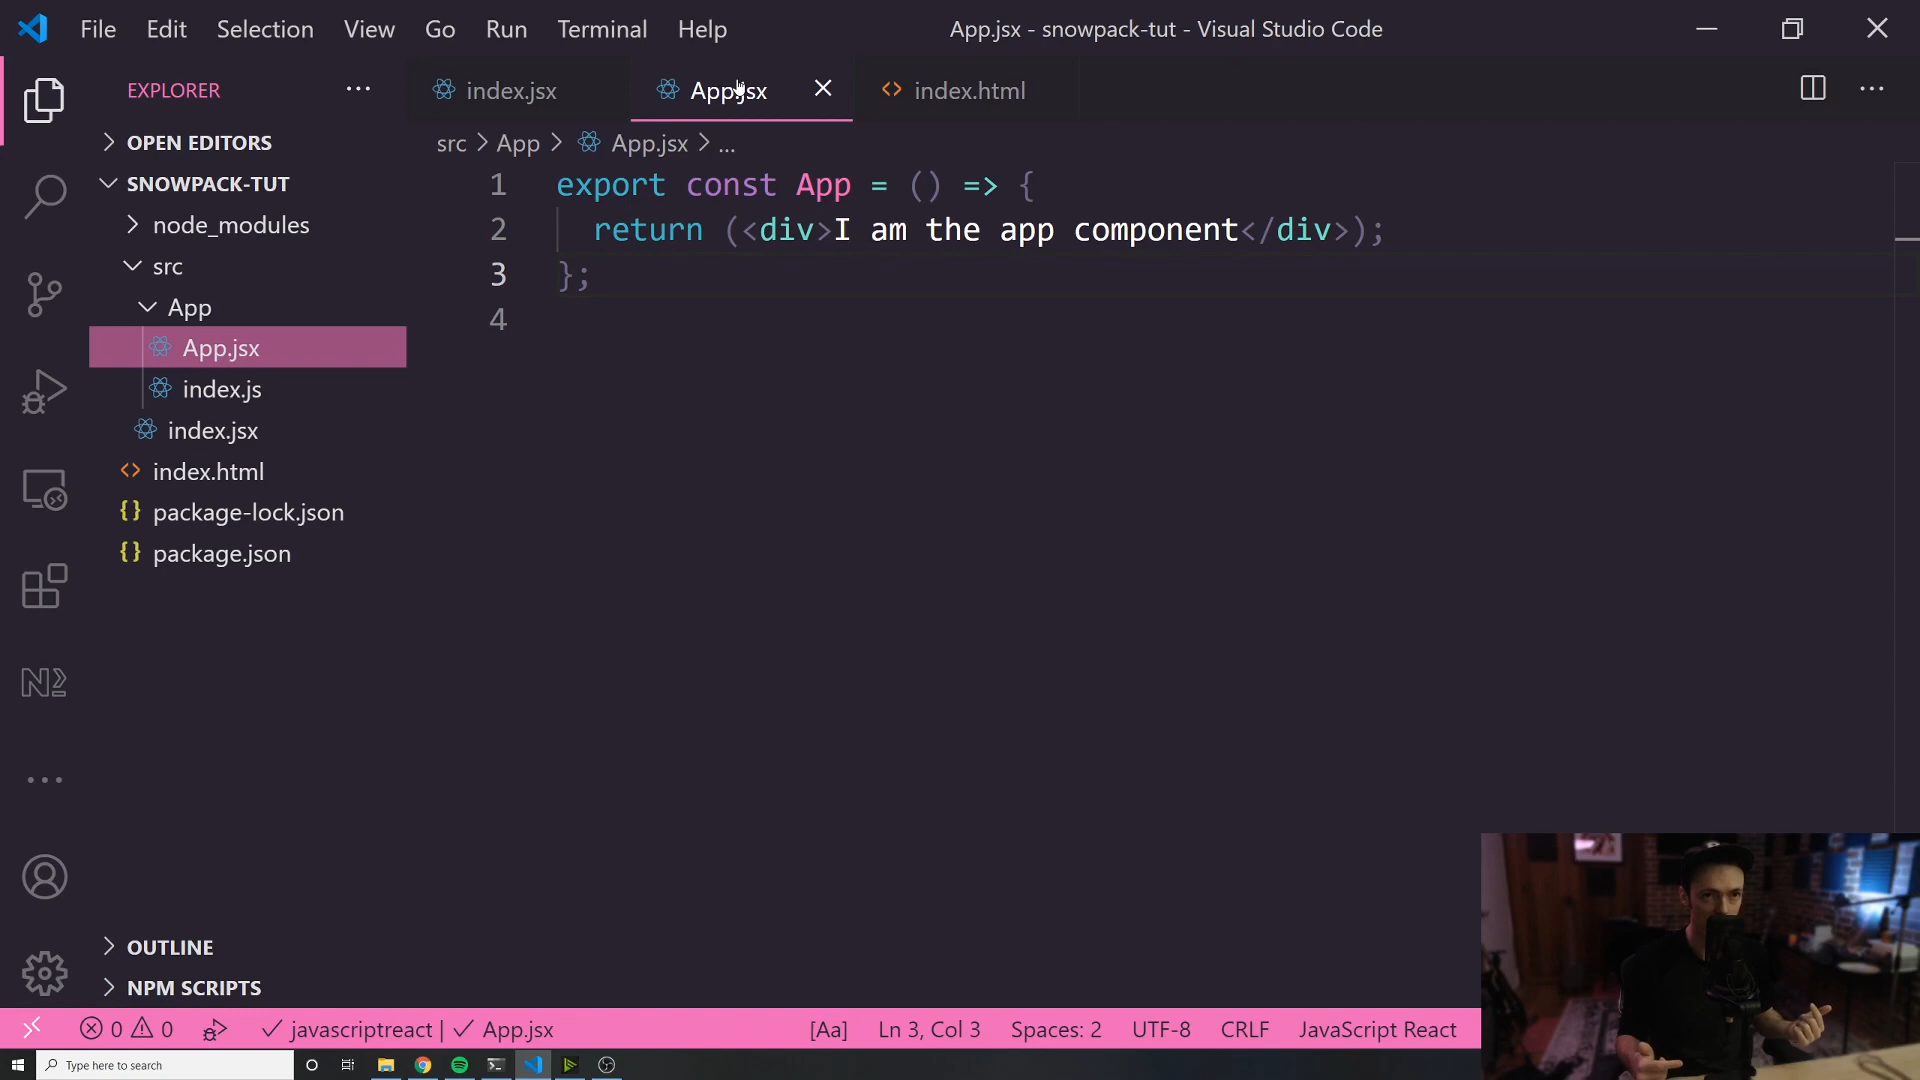 File Edit Selection View Go Run Terminal Help App.jsx - snowpack-tut - Visual Studio Code
EXPLORER
index.jsx App.jsx index.html
OPEN EDITORS
src App App.jsx ...
SNOWPACK-TUT
node_modules
src
App
App.jsx
index.js
index.jsx
index.html
{} package-lock.json
{} package.json
1 export const App = () => {
2 return (<div>I am the app component</div>);
3 };
4
OUTLINE
NPM SCRIPTS
0 0 javascriptreact | App.jsx [Aa] Ln 3, Col 3 Spaces: 2 UTF-8 CRLF JavaScript React
Type here to search